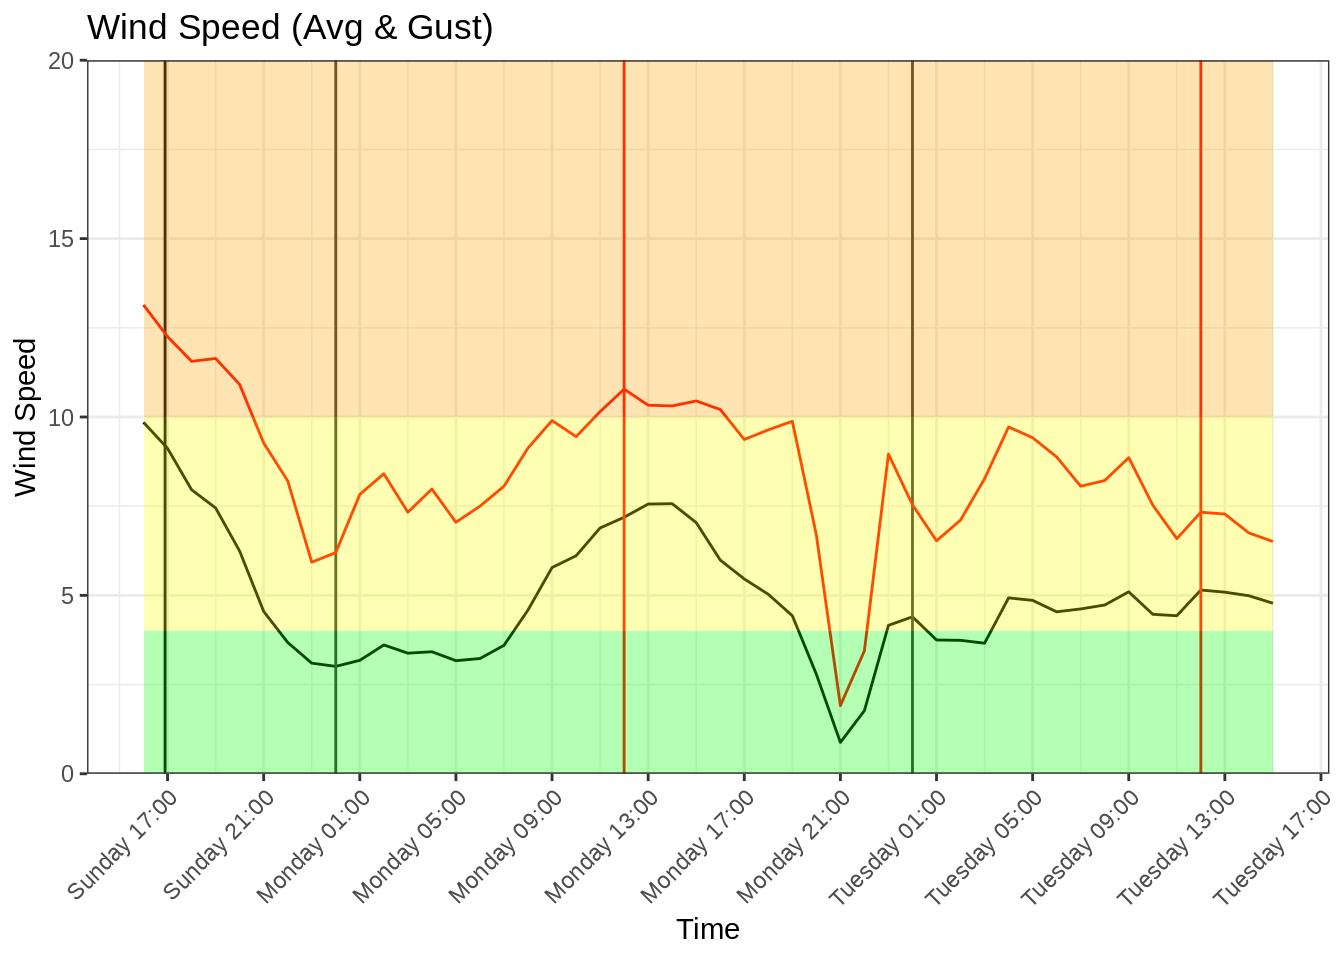 Wind Speed (Avg & Gust)
Wind Speed
20
15
10
5
0
Sunday 17:00
Sunday 21:00
Monday 01:00
Monday 05:00
Monday 09:00
Monday 13:00
Monday 17:00
Monday 21:00
Tuesday 01:00
Tuesday 05:00
Tuesday 09:00
Tuesday 13:00
Tuesday 17:00
Time